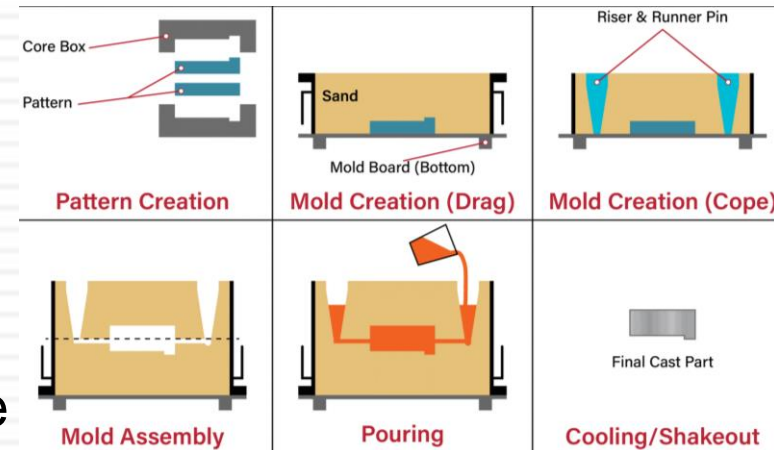 Core Box
Pattern
Pattern Creation
Sand
Mold Board (Bottom)
Mold Creation (Drag)
Riser & Runner Pin
Mold Creation (Cope)
Mold Assembly
Pouring
Final Cast Part
Cooling/Shakeout
e